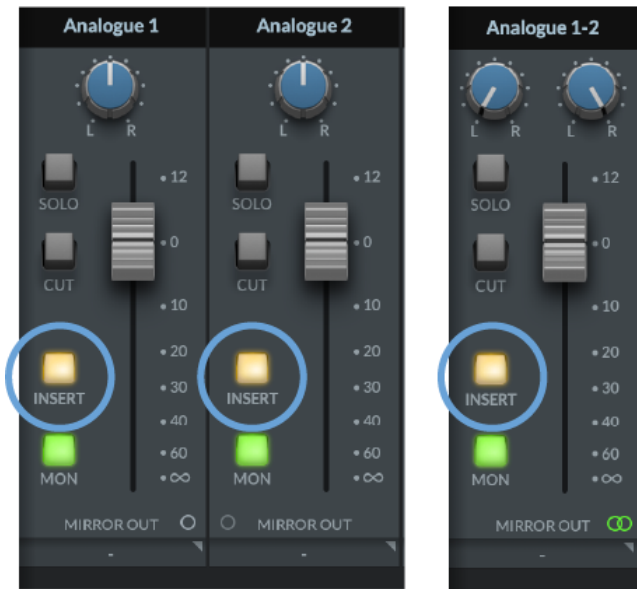 Analogue 1
L R
SOLO
CUT
INSERT
MON
12
0
10
20
30
40
60
∞
MIRROR OUT
-
Analogue 2
L R
SOLO
CUT
INSERT
MON
12
0
10
20
30
40
60
∞
MIRROR OUT
-
Analogue 1-2
L R L R
SOLO
CUT
INSERT
MON
12
0
10
20
30
40
60
∞
MIRROR OUT
-